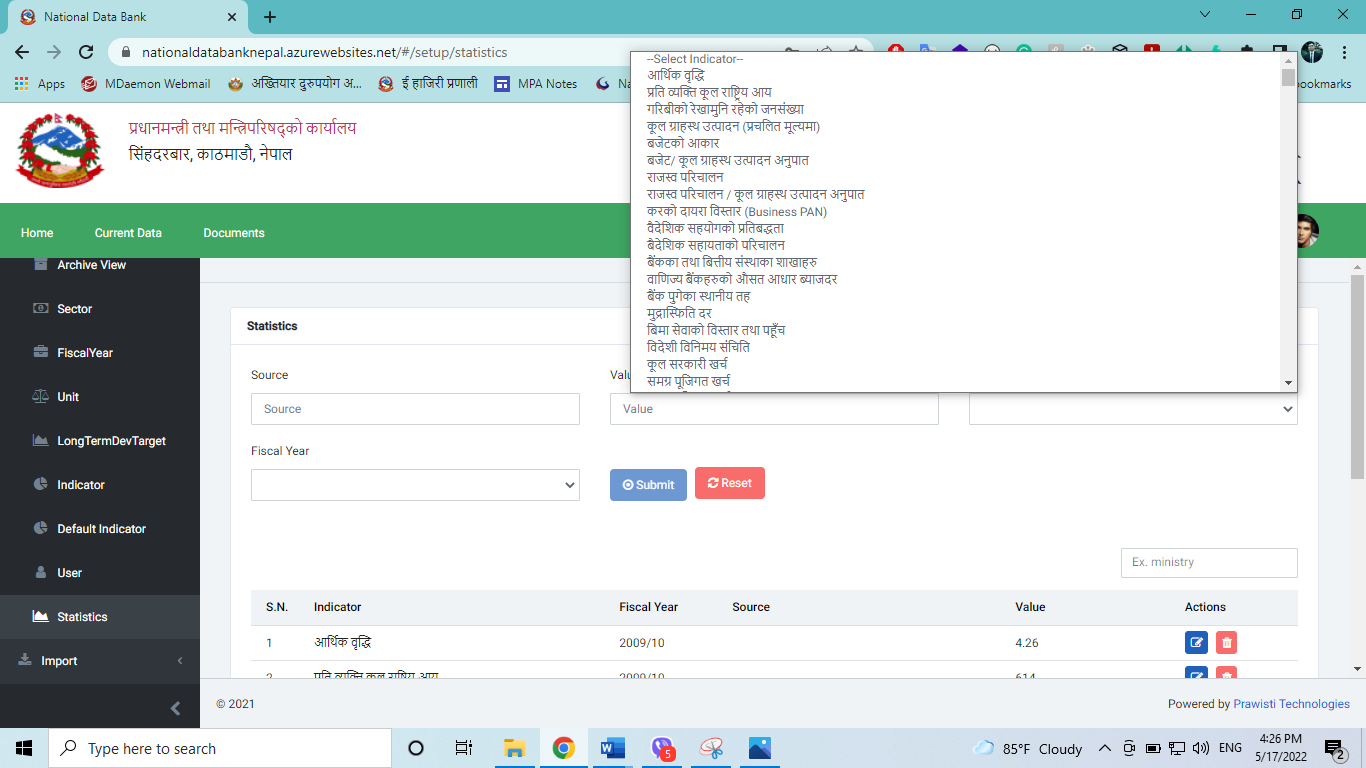 National Data Bank
nationaldatabanknepal.azurewebsites.net/#/setup/statistics
Apps
MDaemon Webmail
अख्तियार दुरुपयोग अ...
ई हाजिरी प्रणाली
MPA Notes
Na
ookmarks
प्रधानमन्त्री तथा मन्त्रिपरिषद्को कार्यालय
सिंहदरबार, काठमाडौ, नेपाल
--Select Indicator--
आर्थिक वृद्धि
प्रति व्यक्ति कूल राष्ट्रिय आय
गरिबीको रेखामुनि रहेको जनसंख्या
कूल ग्राहस्थ उत्पादन (प्रचलित मूल्यमा)
बजेटको आकार
बजेट/ कूल ग्राहस्थ उत्पादन अनुपात
राजस्व परिचालन
राजस्व परिचालन / कूल ग्राहस्थ उत्पादन अनुपात
करको दायरा विस्तार (Business PAN)
वैदेशिक सहयोगको प्रतिबद्धता
बैदेशिक सहायताको परिचालन
बैंकका तथा बित्तीय संस्थाका शाखाहरु
वाणिज्य बैंकहरुको औसत आधार ब्याजदर
बैंक पुगेका स्थानीय तह
मुद्रास्फिति दर
बिमा सेवाको विस्तार तथा पहूँच
विदेशी विनिमय संचिति
कूल सरकारी खर्च
समग्र पूजिगत खर्च
Home
Current Data
Documents
Archive View
Sector
FiscalYear
Unit
LongTermDevTarget
Indicator
Default Indicator
User
Statistics
Import
Statistics
Source
Valu
Source
Value
Fiscal Year
Submit
Reset
Ex. ministry
S.N. Indicator Fiscal Year Source Value Actions
1 आर्थिक वृद्धि 2009/10 4.26
2 प्रति व्यक्ति कूल राष्ट्रिय आय 2009/10 614
© 2021
Powered by Prawisti Technologies
Type here to search
5
85°F Cloudy
ENG
4:26 PM
5/17/2022
2